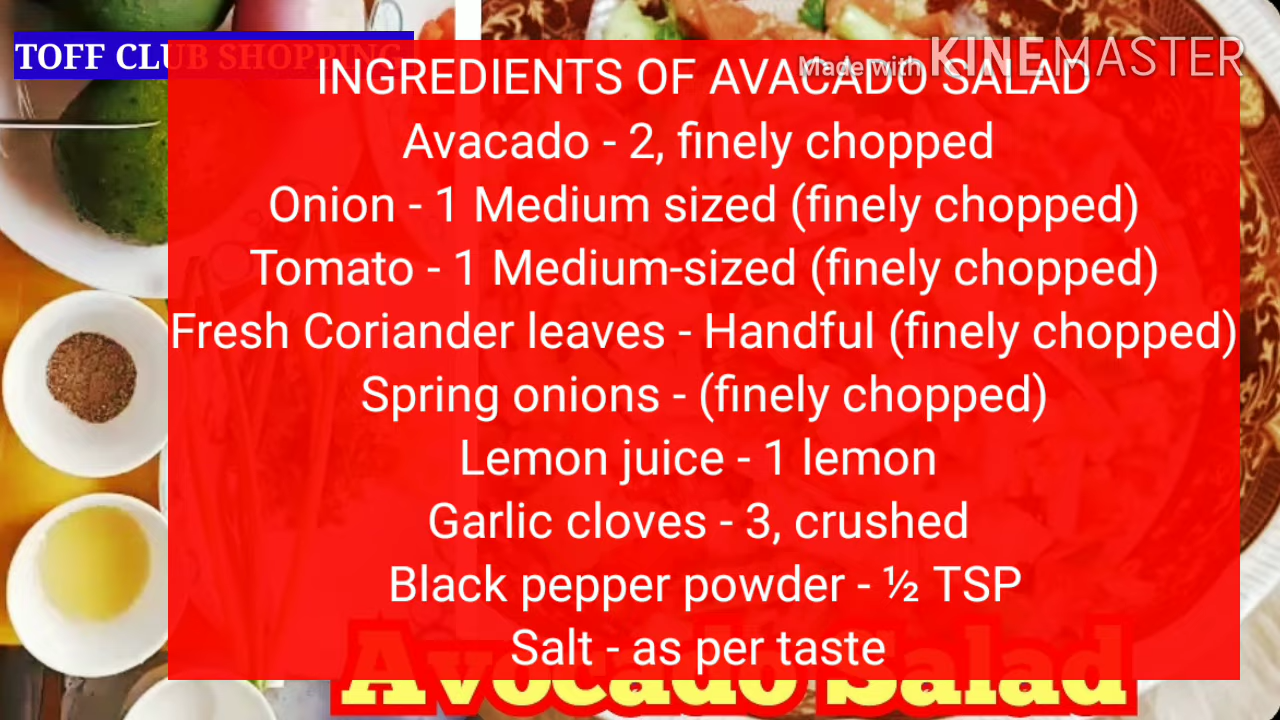 TOFF CLUB SHOPPING
Made with KINEMASTER
INGREDIENTS OF AVACADO SALAD
Avacado - 2, finely chopped
Onion - 1 Medium sized (finely chopped)
Tomato - 1 Medium-sized (finely chopped)
Fresh Coriander leaves - Handful (finely chopped)
Spring onions - (finely chopped)
Lemon juice - 1 lemon
Garlic cloves - 3, crushed
Black pepper powder - ½ TSP
Salt - as per taste
Avocado Salad